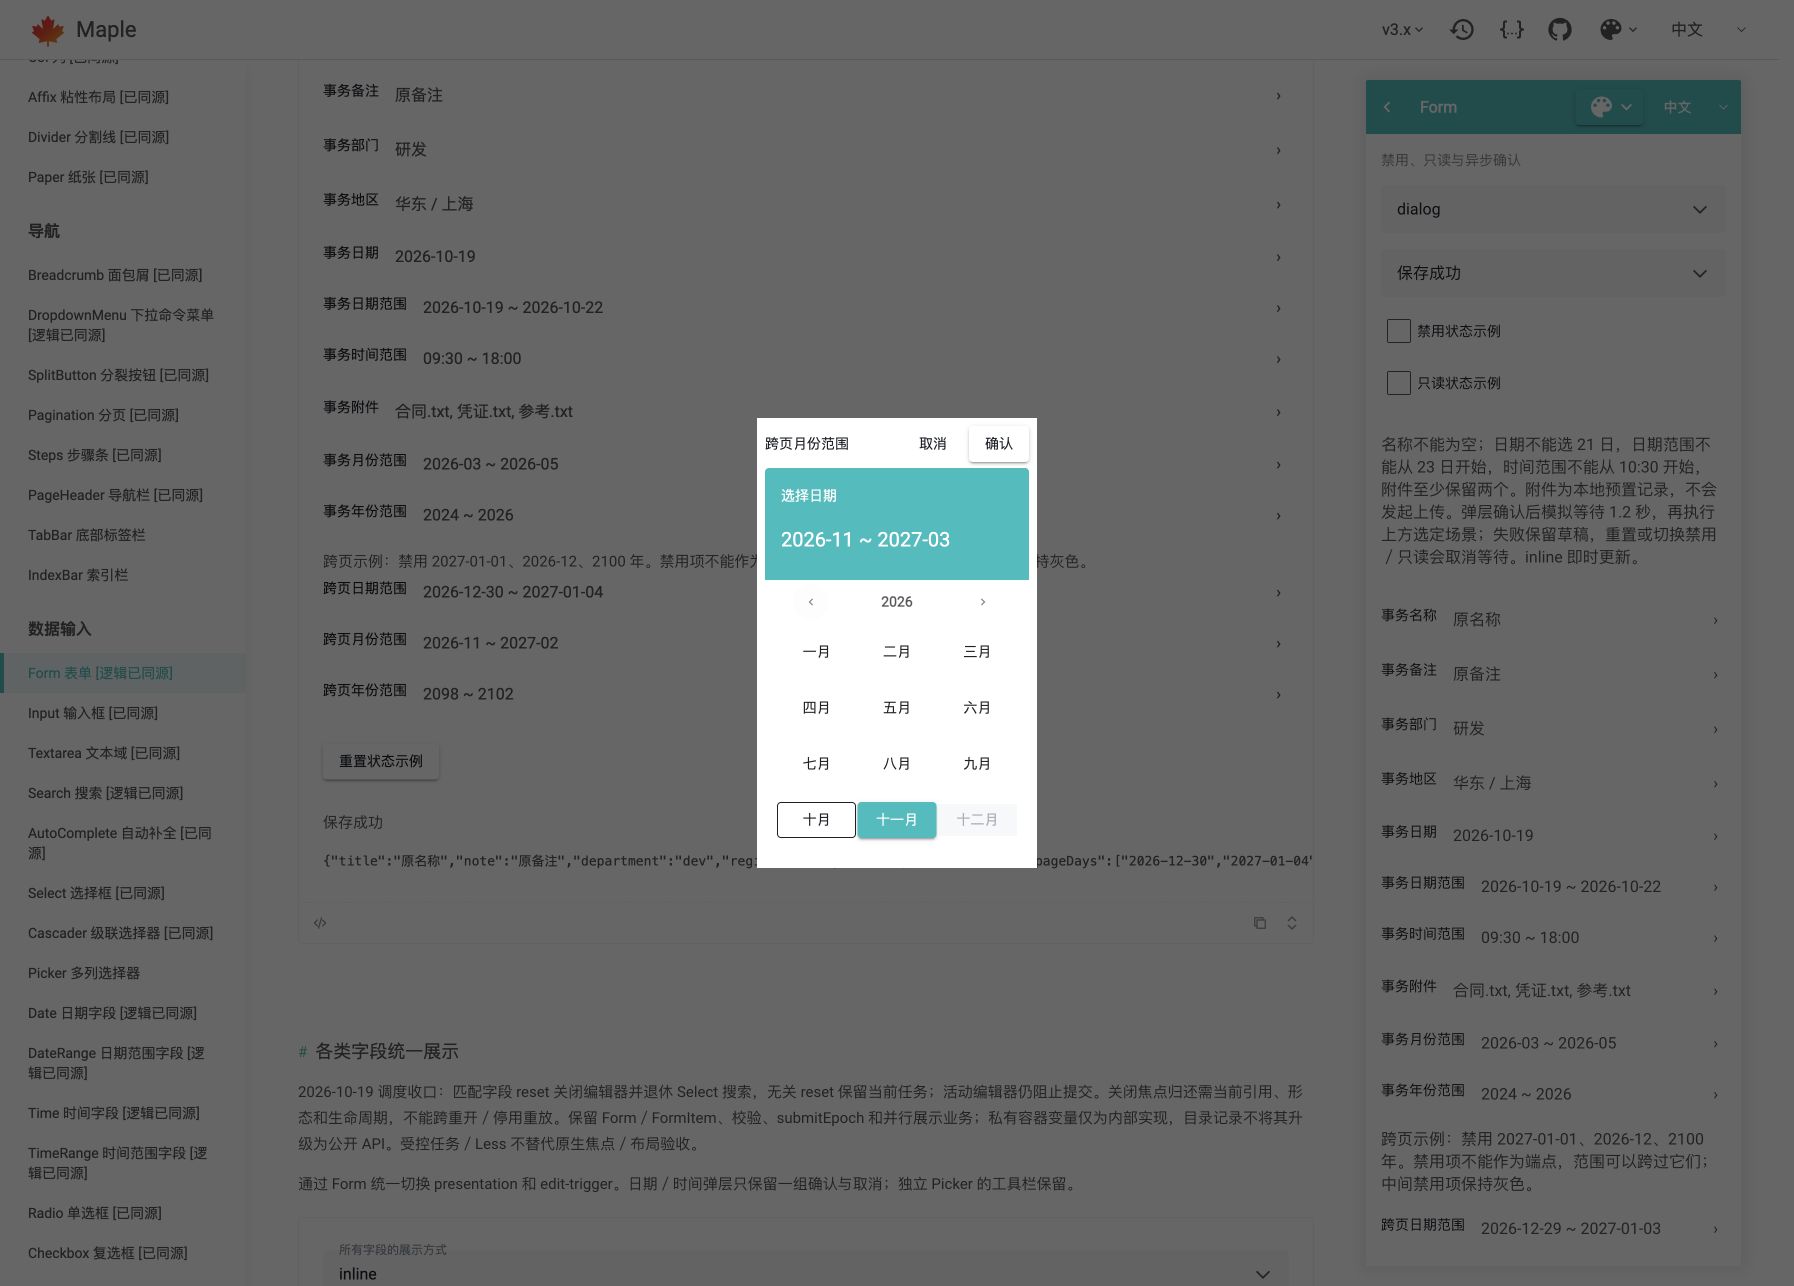 Maple
v3.x
中文
Affix 粘性布局 [已同源]
Divider 分割线 [已同源]
Paper 纸张 [已同源]
导航
Breadcrumb 面包屑 [已同源]
DropdownMenu 下拉命令菜单
[逻辑已同源]
SplitButton 分裂按钮 [已同源]
Pagination 分页 [已同源]
Steps 步骤条 [已同源]
PageHeader 导航栏 [已同源]
TabBar 底部标签栏
IndexBar 索引栏
数据输入
Form 表单 [逻辑已同源]
Input 输入框 [已同源]
Textarea 文本域 [已同源]
Search 搜索 [逻辑已同源]
AutoComplete 自动补全 [已同
源]
Select 选择框 [已同源]
Cascader 级联选择器 [已同源]
Picker 多列选择器
Date 日期字段 [逻辑已同源]
DateRange 日期范围字段 [逻
辑已同源]
Time 时间字段 [逻辑已同源]
TimeRange 时间范围字段 [逻
辑已同源]
Radio 单选框 [已同源]
Checkbox 复选框 [已同源]
事务备注 原备注
事务部门 研发
事务地区 华东 / 上海
事务日期 2026-10-19
事务日期范围 2026-10-19 ~ 2026-10-22
事务时间范围 09:30 ~ 18:00
事务附件 合同.txt, 凭证.txt, 参考.txt
事务月份范围 2026-03 ~ 2026-05
事务年份范围 2024 ~ 2026
跨页示例：禁用 2027-01-01、2026-12、2100 年。禁用项不能作为
持灰色。
跨页日期范围 2026-12-30 ~ 2027-01-04
跨页月份范围 2026-11 ~ 2027-02
跨页年份范围 2098 ~ 2102
重置状态示例
保存成功
{"title":"原名称","note":"原备注","department":"dev","regi
pageDays":["2026-12-30","2027-01-04"
# 各类字段统一展示
2026-10-19 调度收口：匹配字段 reset 关闭编辑器并退休 Select 搜索，无关 reset 保留当前任务；活动编辑器仍阻止提交。关闭焦点归还需当前引用、形
态和生命周期，不能跨重开 / 停用重放。保留 Form / FormItem、校验、submitEpoch 和并行展示业务；私有容器变量仅为内部实现，目录记录不将其升
级为公开 API。受控任务 / Less 不替代原生焦点 / 布局验收。
通过 Form 统一切换 presentation 和 edit-trigger。日期 / 时间弹层只保留一组确认与取消；独立 Picker 的工具栏保留。
所有字段的展示方式
inline
跨页月份范围 取消 确认
选择日期
2026-11 ~ 2027-03
2026
一月 二月 三月
四月 五月 六月
七月 八月 九月
十月 十一月 十二月
Form 中文
禁用、只读与异步确认
dialog
保存成功
禁用状态示例
只读状态示例
名称不能为空；日期不能选 21 日，日期范围不
能从 23 日开始，时间范围不能从 10:30 开始，
附件至少保留两个。附件为本地预置记录，不会
发起上传。弹层确认后模拟等待 1.2 秒，再执行
上方选定场景；失败保留草稿，重置或切换禁用
/ 只读会取消等待。inline 即时更新。
事务名称 原名称
事务备注 原备注
事务部门 研发
事务地区 华东 / 上海
事务日期 2026-10-19
事务日期范围 2026-10-19 ~ 2026-10-22
事务时间范围 09:30 ~ 18:00
事务附件 合同.txt, 凭证.txt, 参考.txt
事务月份范围 2026-03 ~ 2026-05
事务年份范围 2024 ~ 2026
跨页示例：禁用 2027-01-01、2026-12、2100
年。禁用项不能作为端点，范围可以跨过它们；
中间禁用项保持灰色。
跨页日期范围 2026-12-29 ~ 2027-01-03